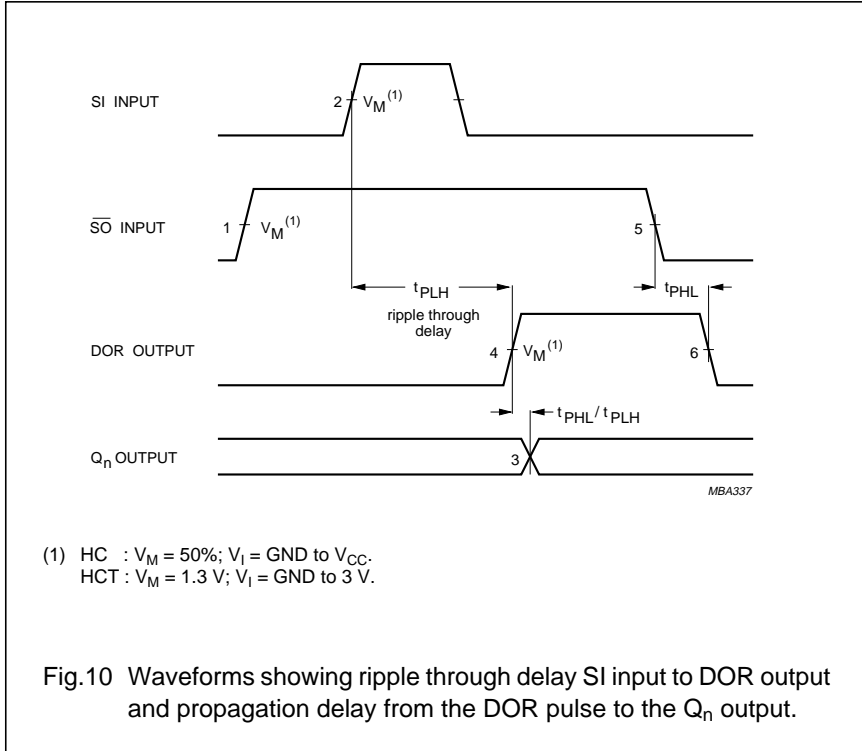 SI INPUT
2 V_M^(1)
S̅O̅ INPUT
1 V_M^(1)
5
t_PLH
t_PHL
ripple through
delay
DOR OUTPUT
4 V_M^(1)
6
t_PHL / t_PLH
Q_n OUTPUT
3
MBA337
(1) HC : V_M = 50%; V_I = GND to V_CC.
HCT : V_M = 1.3 V; V_I = GND to 3 V.
Fig.10 Waveforms showing ripple through delay SI input to DOR output
and propagation delay from the DOR pulse to the Q_n output.